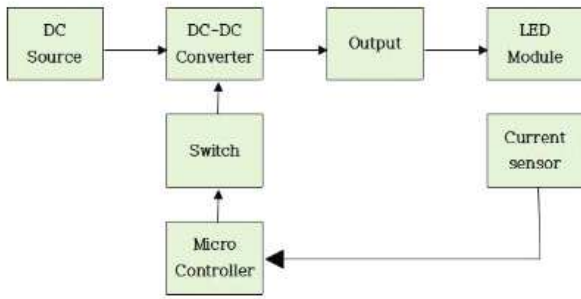 DC
Source
DC-DC
Converter
Output
LED
Module
Switch
Current
sensor
Micro
Controller